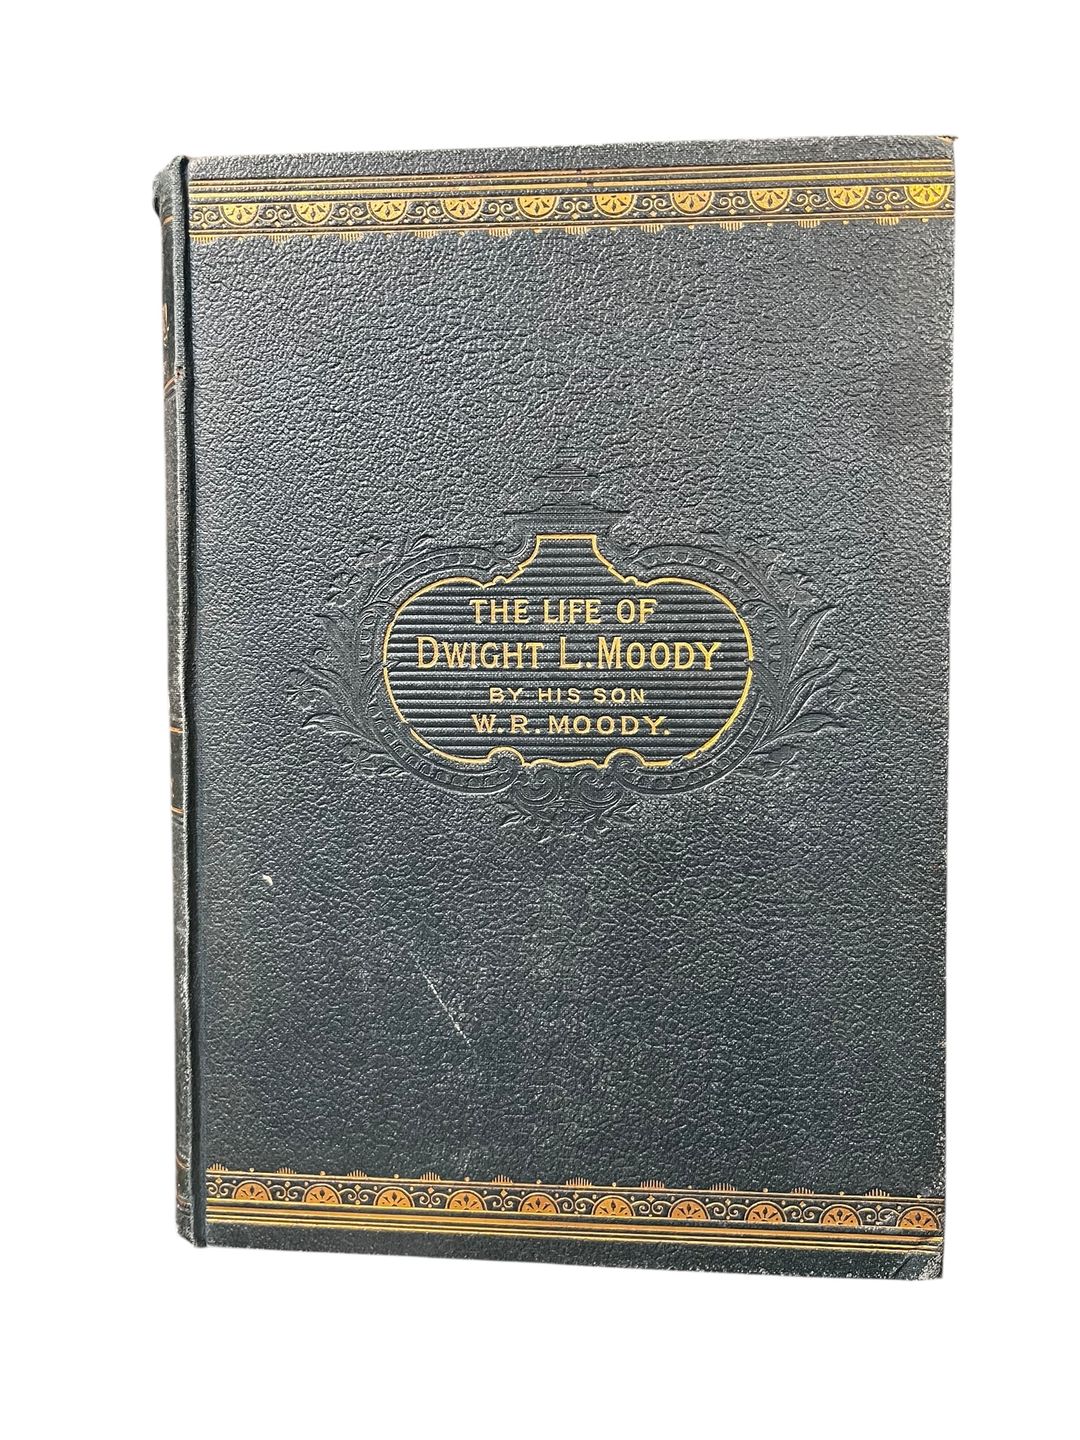 THE LIFE OF
DWIGHT L. MOODY
BY HIS SON
W. R. MOODY.